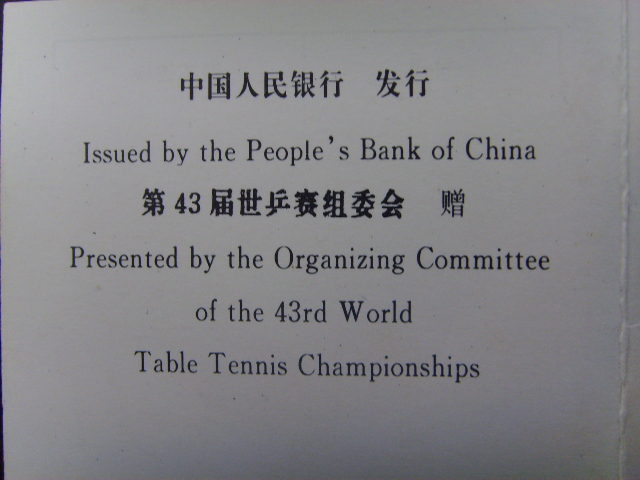 中国人民银行 发行
Issued by the People's Bank of China
第43届世乒赛组委会 赠
Presented by the Organizing Committee
of the 43rd World
Table Tennis Championships